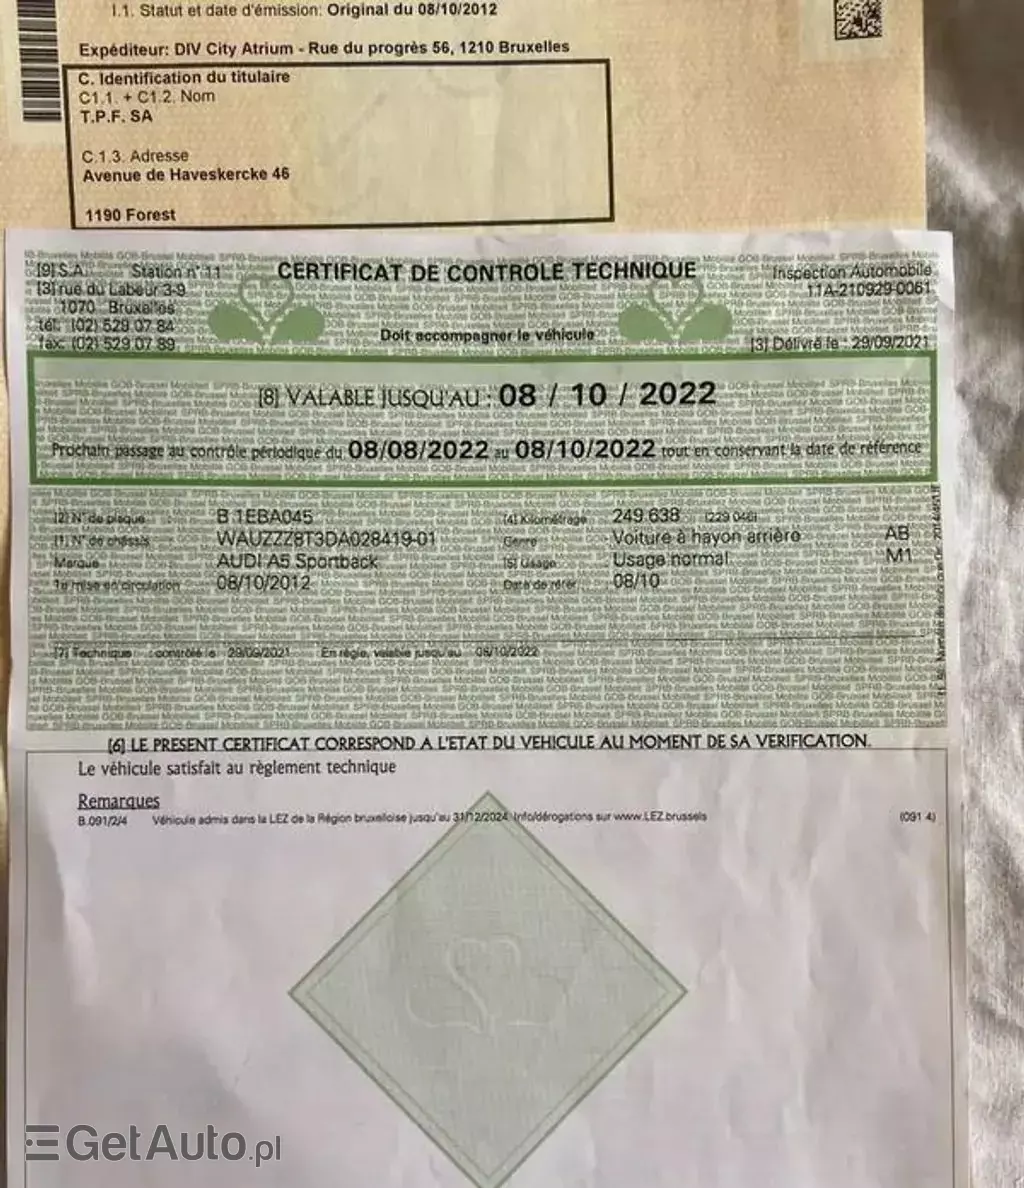 I.1. Statut et date d'émission: Original du 08/10/2012
Expéditeur: DIV City Atrium - Rue du progrès 56, 1210 Bruxelles
C. Identification du titulaire
C1.1. + C1.2. Nom
T.P.F. SA
C.1.3. Adresse
Avenue de Haveskercke 46
1190 Forest
[9] S.A. Station n° 11 CERTIFICAT DE CONTROLE TECHNIQUE Inspection Automobile
[3] rue du Labeur 3-9 11A-210929-0061
1070 Bruxelles
tél: (02) 529 07 84 Doit accompagner le véhicule
fax: (02) 529 07 89 [3] Délivré le : 29/09/2021
[8] VALABLE JUSQU'AU : 08 / 10 / 2022
Prochain passage au contrôle périodique du 08/08/2022 au 08/10/2022 tout en conservant la date de référence
[2] N° de plaque B 1EBA045 [4] Kilométrage 249 638 (229 046)
[1] N° de châssis WAUZZZ8T3DA028419-01 Genre Voiture à hayon arrière AB
Marque AUDI A5 Sportback [5] Usage Usage normal M1
1e mise en circulation 08/10/2012 Date de référ. 08/10
[7] Technique : contrôlé le 29/09/2021 En règle, valable jusqu'au 08/10/2022
[6] LE PRESENT CERTIFICAT CORRESPOND A L'ETAT DU VEHICULE AU MOMENT DE SA VERIFICATION.
Le véhicule satisfait au règlement technique
Remarques
B.091/2/4 Véhicule admis dans la LEZ de la Région bruxelloise jusqu'au 31/12/2024. Info/dérogations sur www.LEZ.brussels (091 4)
GetAuto.pl